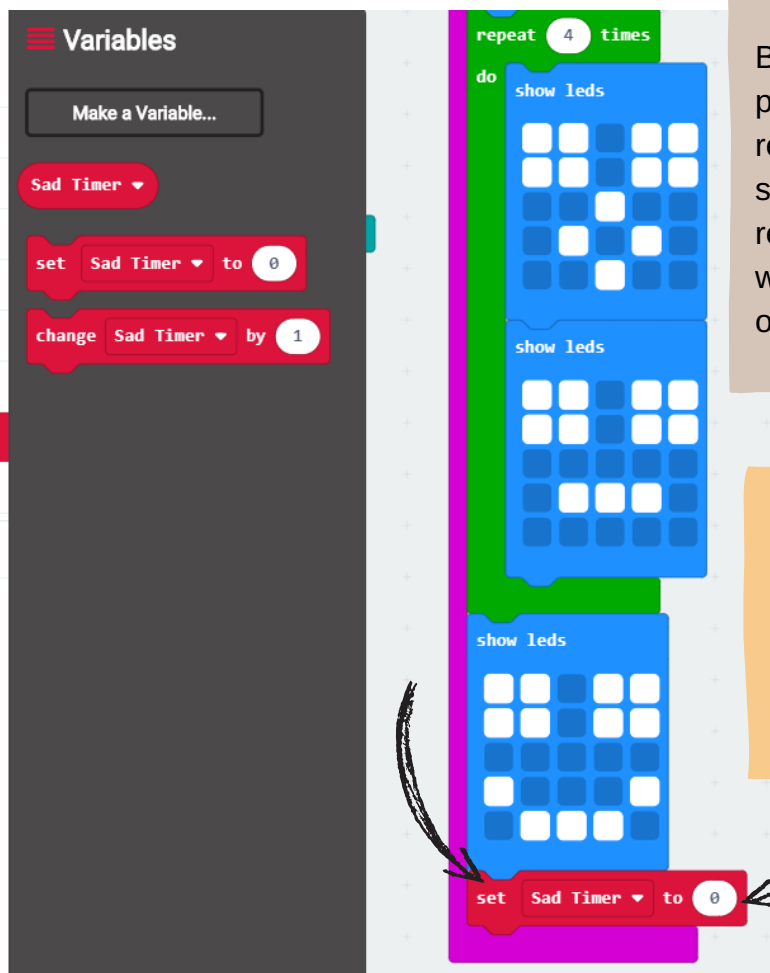 Variables
Make a Variable...
Sad Timer
set Sad Timer to 0
change Sad Timer by 1
repeat 4 times
do
show leds
show leds
show leds
set Sad Timer to 0